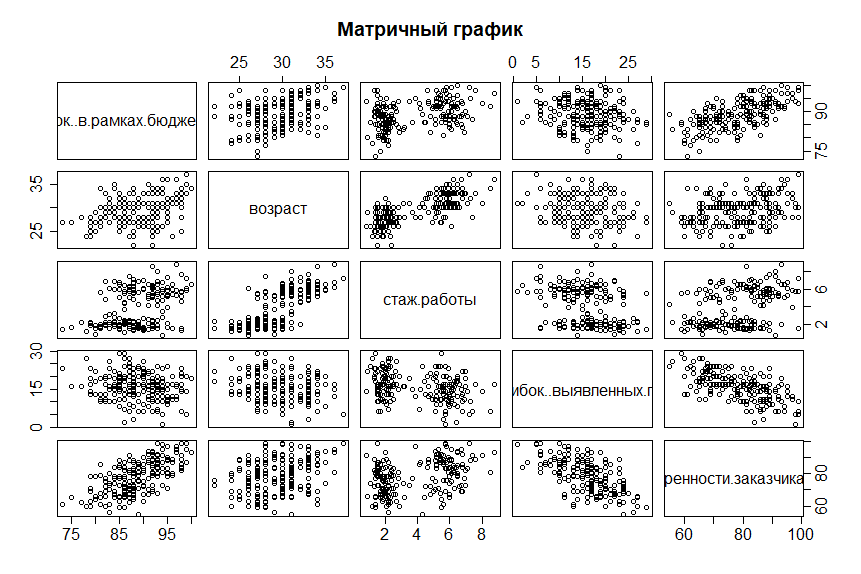 Матричный график
25 30 35 0 5 15 25
ок..в.рамках.бюдже
75 90
25 35
возраст
стаж.работы
2 6
0 15 30
ибок..выявленных.п
ренности.заказчика
60 80
75 85 95 2 4 6 8 60 80 100